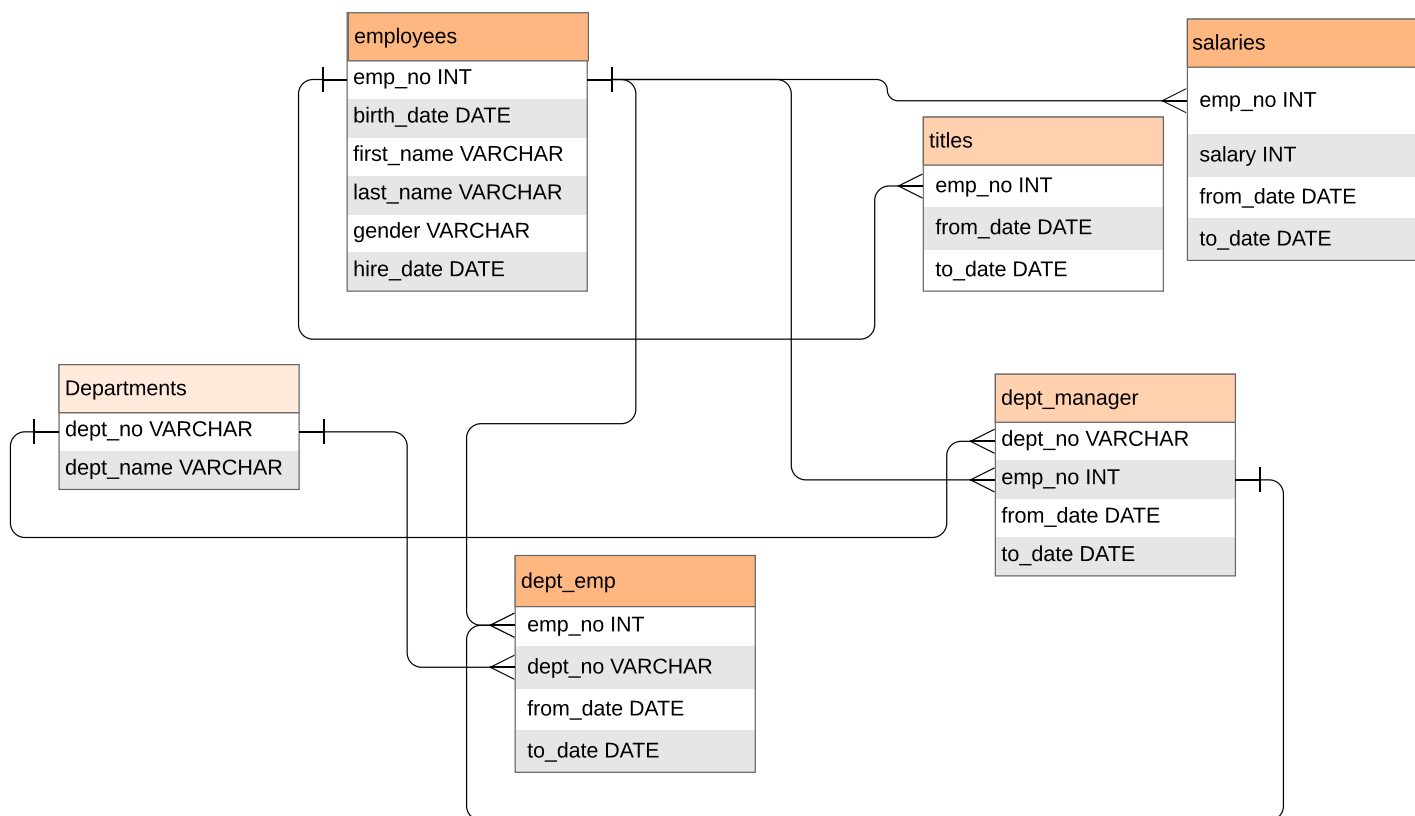 employees
emp_no INT
birth_date DATE
first_name VARCHAR
last_name VARCHAR
gender VARCHAR
hire_date DATE
salaries
emp_no INT
salary INT
from_date DATE
to_date DATE
titles
emp_no INT
from_date DATE
to_date DATE
Departments
dept_no VARCHAR
dept_name VARCHAR
dept_manager
dept_no VARCHAR
emp_no INT
from_date DATE
to_date DATE
dept_emp
emp_no INT
dept_no VARCHAR
from_date DATE
to_date DATE